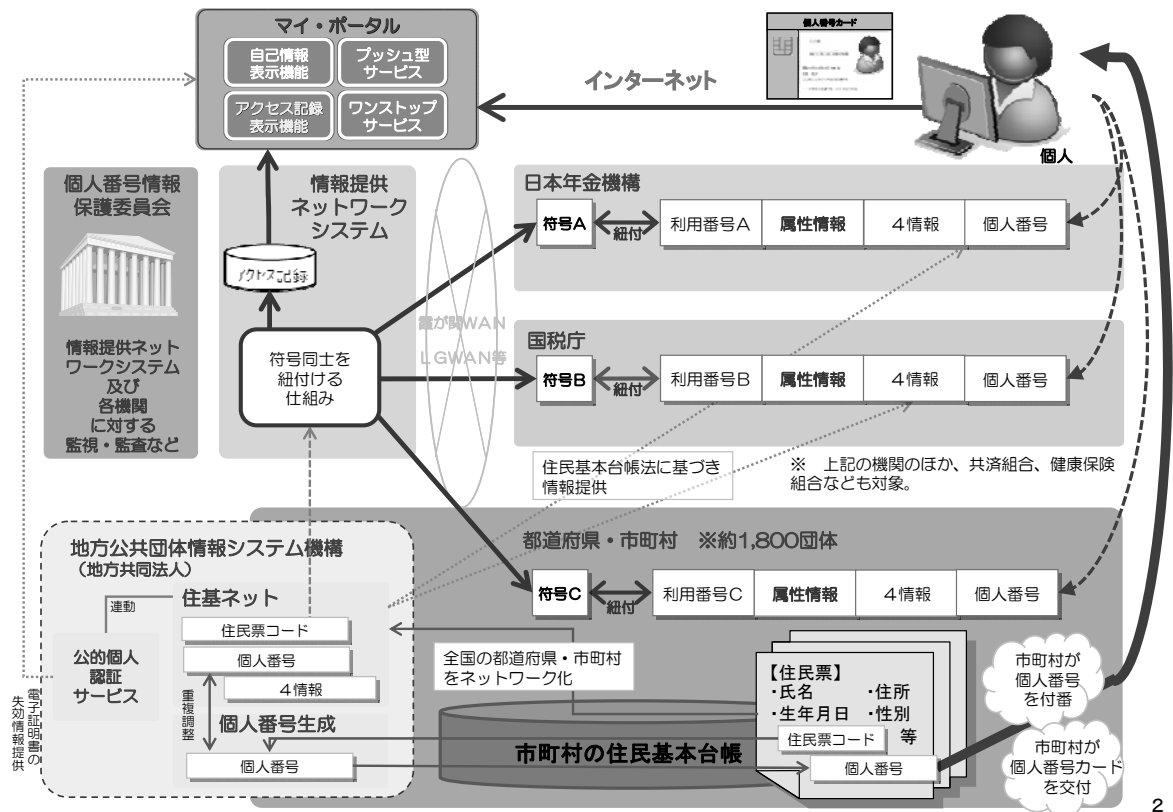 マイ・ポータル
自己情報
表示機能
プッシュ型
サービス
アクセス記録
表示機能
ワンストップ
サービス
インターネット
個人番号カード
個人
個人番号情報
保護委員会
情報提供ネット
ワークシステム
及び
各機関
に対する
監視・監査など
情報提供
ネットワーク
システム
アクセス記録
符号同士を
紐付ける
仕組み
霞が関WAN
LGWAN等
日本年金機構
符号A
紐付
利用番号A
属性情報
4情報
個人番号
国税庁
符号B
紐付
利用番号B
属性情報
4情報
個人番号
住民基本台帳法に基づき
情報提供
※ 上記の機関のほか、共済組合、健康保険
組合なども対象。
都道府県・市町村 ※約1,800団体
符号C
紐付
利用番号C
属性情報
4情報
個人番号
地方公共団体情報システム機構
(地方共同法人)
連動
住基ネット
住民票コード
個人番号
4情報
公的個人
認証
サービス
重複調整
個人番号生成
個人番号
電子証明書の
失効情報提供
全国の都道府県・市町村
をネットワーク化
市町村の住民基本台帳
【住民票】
・氏名 ・住所
・生年月日 ・性別
等
住民票コード
個人番号
市町村が
個人番号
を付番
市町村が
個人番号カード
を交付
2